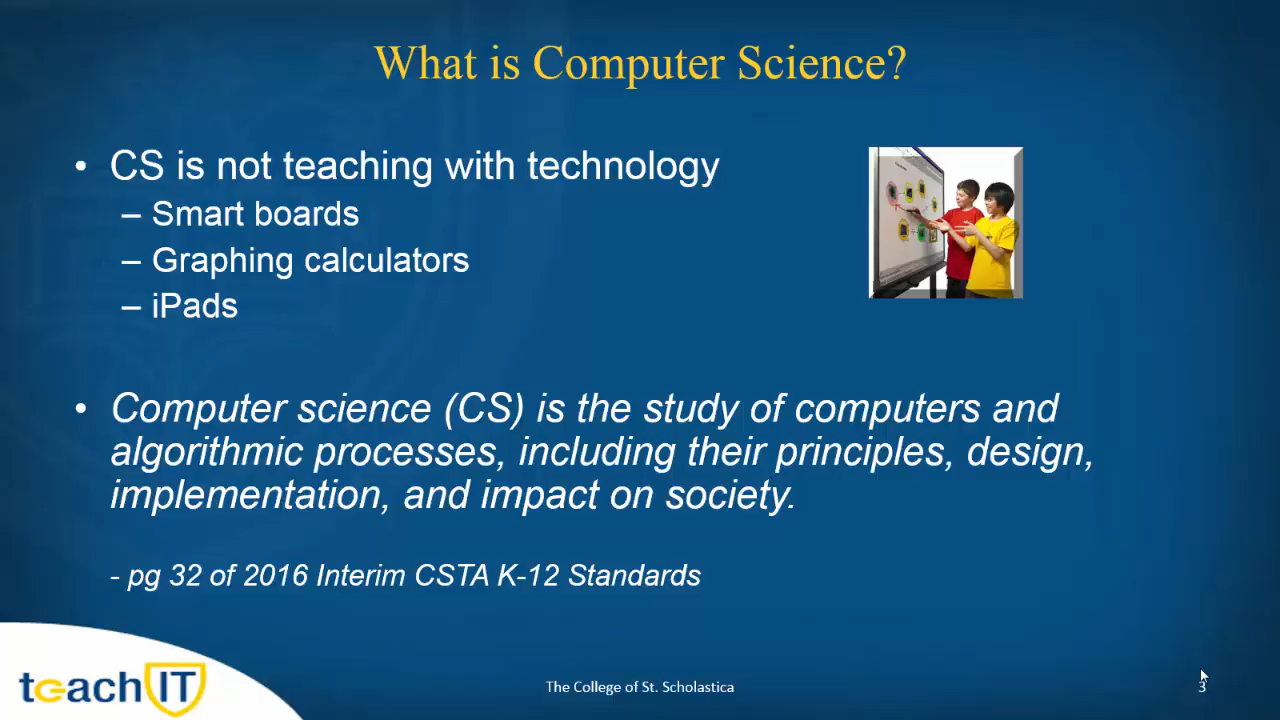 What is Computer Science?
• CS is not teaching with technology
– Smart boards
– Graphing calculators
– iPads
• Computer science (CS) is the study of computers and
algorithmic processes, including their principles, design,
implementation, and impact on society.
- pg 32 of 2016 Interim CSTA K-12 Standards
teachIT
The College of St. Scholastica
3